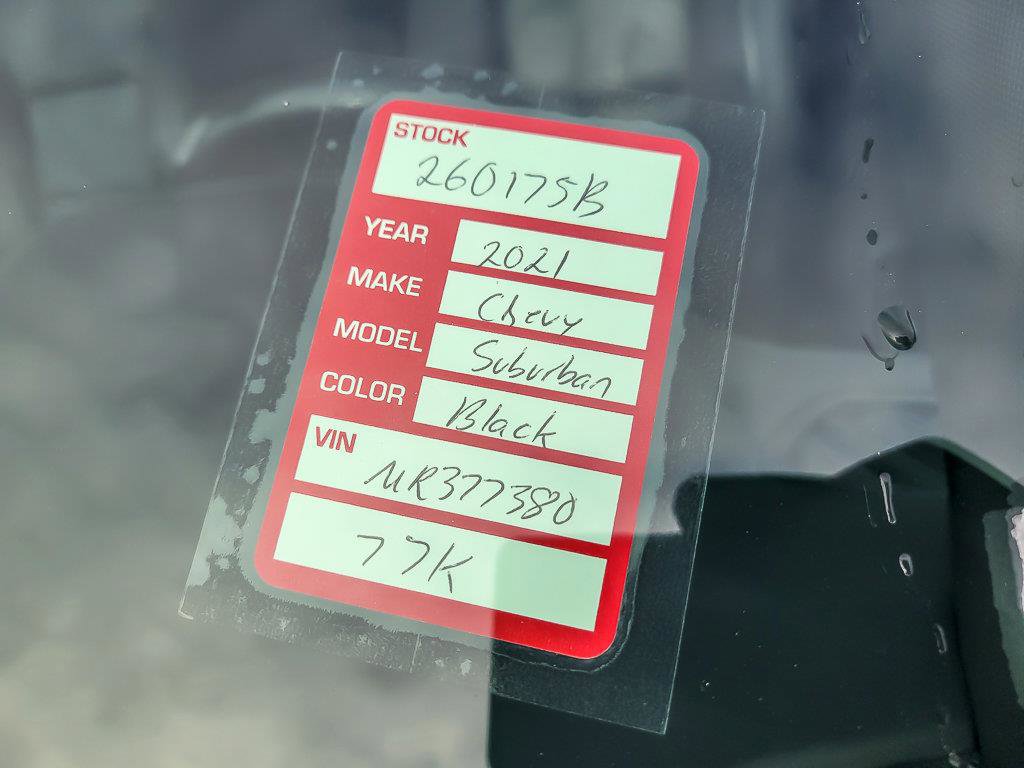 STOCK
260175B
YEAR 2021
MAKE Chevy
MODEL Suburban
COLOR Black
VIN
MR377380
77K